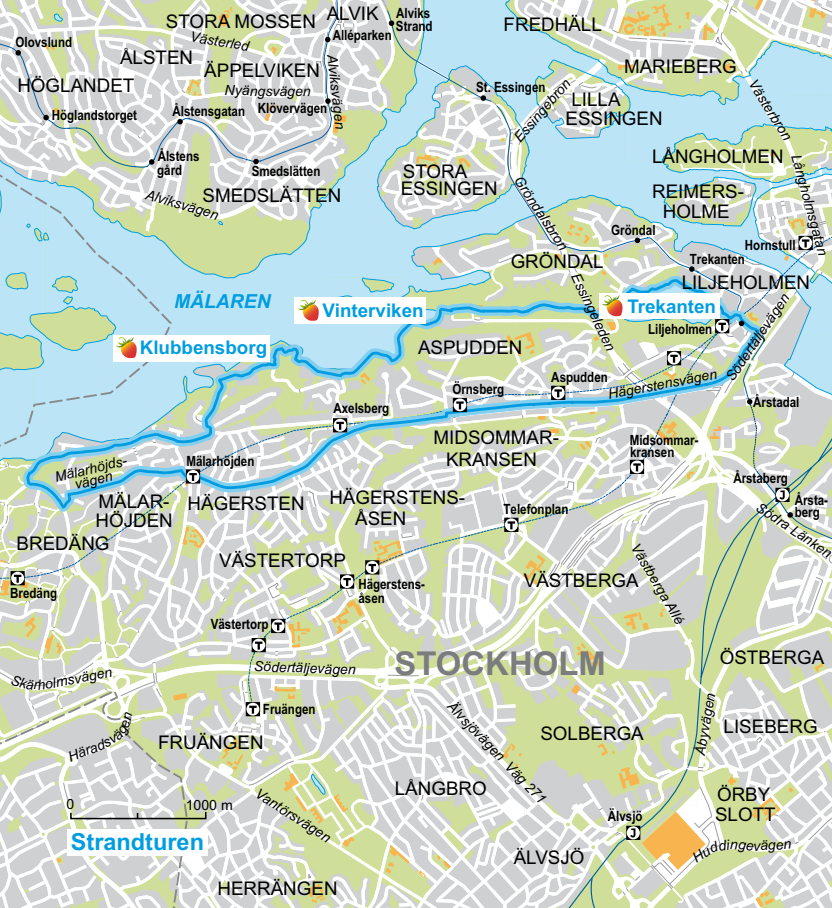 STORA MOSSEN
ALVIK
Alviks
Strand
FREDHÄLL
Olovslund
Västerled
Alléparken
ÅLSTEN
ÄPPELVIKEN
MARIEBERG
HÖGLANDET
Nyängsvägen
Alviksvägen
St. Essingen
Essingebron
LILLA
ESSINGEN
Västerbron
Höglandstorget
Ålstensgatan
Klövervägen
Ålstens
gård
Smedslätten
STORA
ESSINGEN
LÅNGHOLMEN
Långholmsgatan
Alviksvägen
SMEDSLÄTTEN
Gröndalsbron
REIMERS-
HOLME
Gröndal
Hornstull
T
GRÖNDAL
Trekanten
Essingeleden
LILJEHOLMEN
MÄLAREN
Vinterviken
Trekanten
Liljeholmen
T
Södertäljevägen
Klubbensborg
ASPUDDEN
T
Örnsberg
T
Aspudden
T
Hägerstensvägen
Axelsberg
T
Årstadal
MIDSOMMAR-
KRANSEN
Midsommar-
kransen
T
Mälarhöjds-
vägen
Mälarhöjden
T
MÄLAR-
HÖJDEN
HÄGERSTEN
HÄGERSTENS-
ÅSEN
Telefonplan
T
Årstaberg
J
Årsta-
berg
Södra Länken
BREDÄNG
T
Bredäng
VÄSTERTORP
T
T
Hägerstens-
åsen
VÄSTBERGA
Västberga Allé
Västertorp
T
T
STOCKHOLM
ÖSTBERGA
Södertäljevägen
Skärholmsvägen
T
Fruängen
Häradsvägen
FRUÄNGEN
Älvsjövägen Väg 271
SOLBERGA
Åbyvägen
LISEBERG
LÅNGBRO
Vantörsvägen
0
1000 m
Strandturen
Älvsjö
J
ÖRBY
SLOTT
ÄLVSJÖ
Huddingevägen
HERRÄNGEN